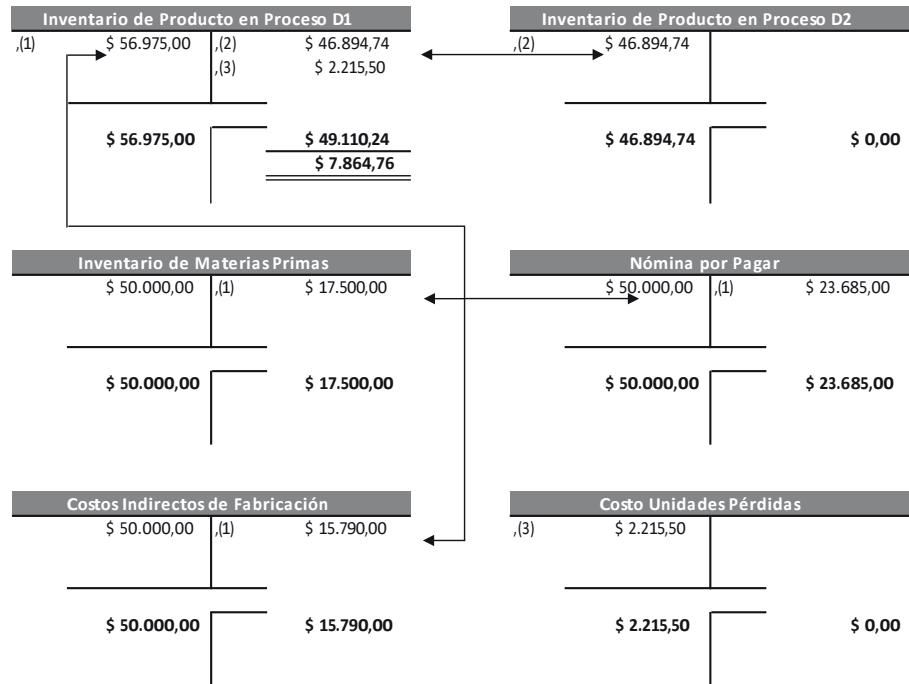 Inventario de Producto en Proceso D1
,(1) $ 56.975,00 ,(2) $ 46.894,74
,(3) $ 2.215,50
$ 56.975,00 $ 49.110,24
$ 7.864,76
Inventario de Producto en Proceso D2
,(2) $ 46.894,74
$ 46.894,74 $ 0,00
Inventario de Materias Primas
$ 50.000,00 ,(1) $ 17.500,00
$ 50.000,00 $ 17.500,00
Nómina por Pagar
$ 50.000,00 ,(1) $ 23.685,00
$ 50.000,00 $ 23.685,00
Costos Indirectos de Fabricación
$ 50.000,00 ,(1) $ 15.790,00
$ 50.000,00 $ 15.790,00
Costo Unidades Pérdidas
,(3) $ 2.215,50
$ 2.215,50 $ 0,00